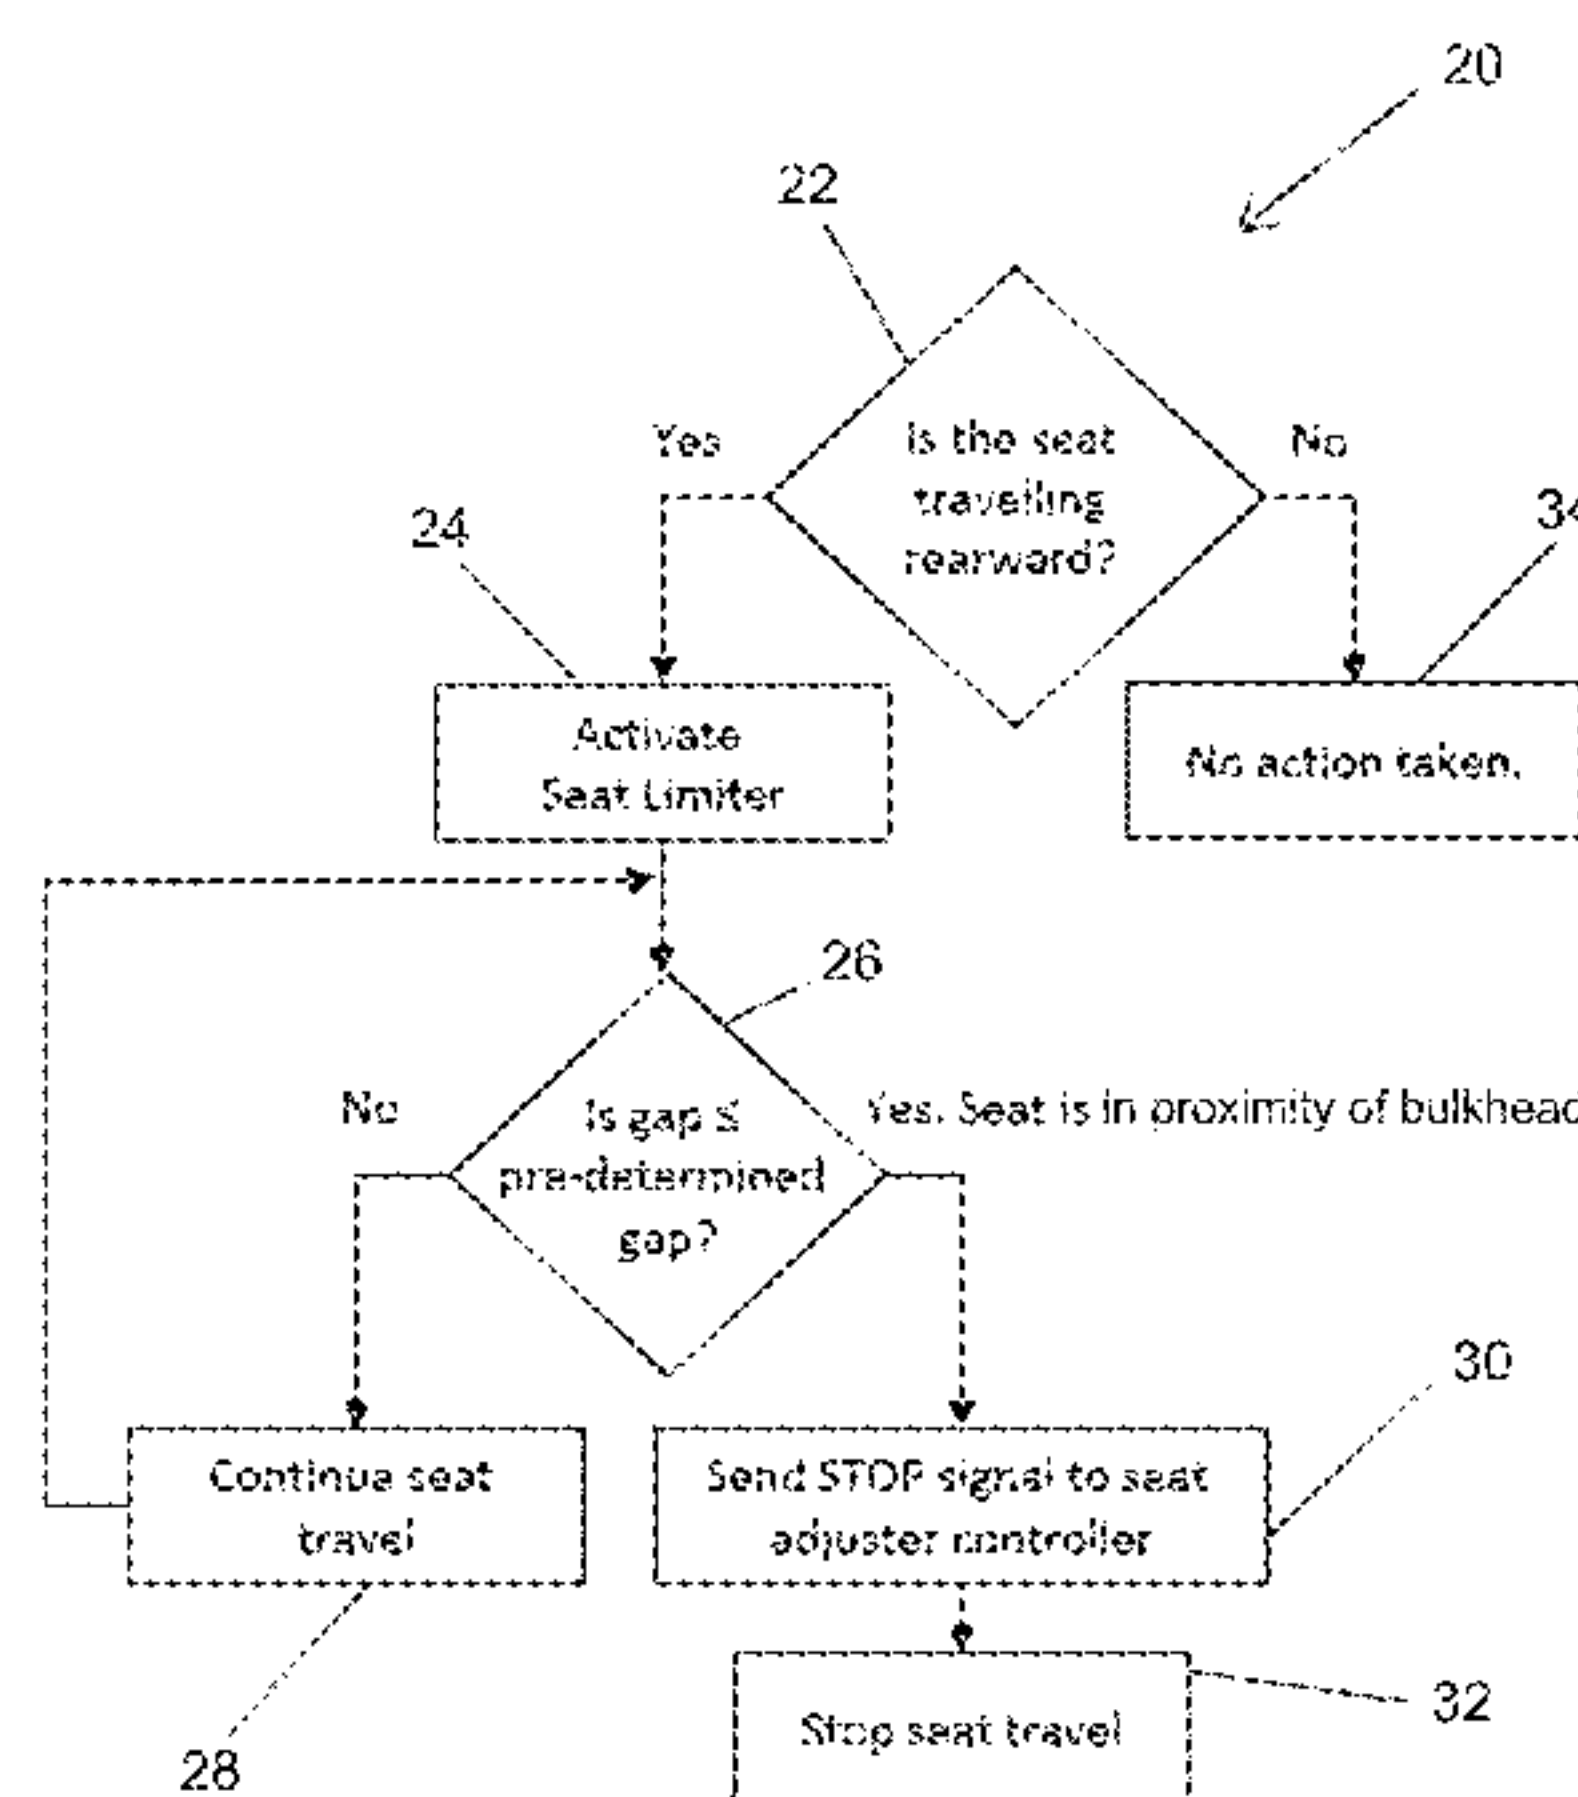 20
22
Yes
Is the seat
travelling
rearward?
No
24
34
Activate
Seat Limiter
No action taken.
26
No
Is gap ≤
pre-determined
gap?
Yes. Seat is in proximity of bulkhead
30
Continue seat
travel
Send STOP signal to seat
adjuster controller
28
Stop seat travel
32